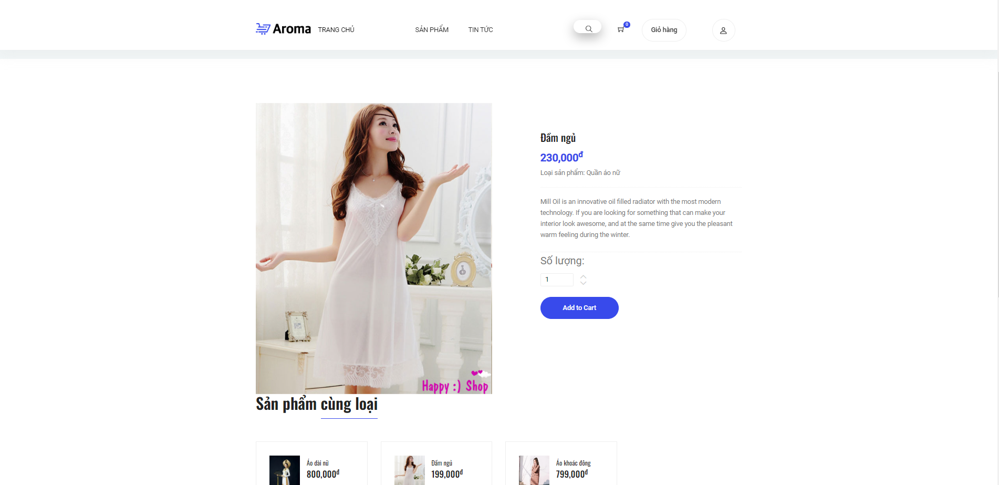 Aroma
TRANG CHỦ
SẢN PHẨM
TIN TỨC
0
Giỏ hàng
Đầm ngủ
230,000đ
Loại sản phẩm: Quần áo nữ
Mill Oil is an innovative oil filled radiator with the most modern
technology. If you are looking for something that can make your
interior look awesome, and at the same time give you the pleasant
warm feeling during the winter.
Số lượng:
1
Add to Cart
Happy :) Shop
Sản phẩm cùng loại
Áo dài nữ
800,000đ
Đầm ngủ
199,000đ
Áo khoác đông
799,000đ